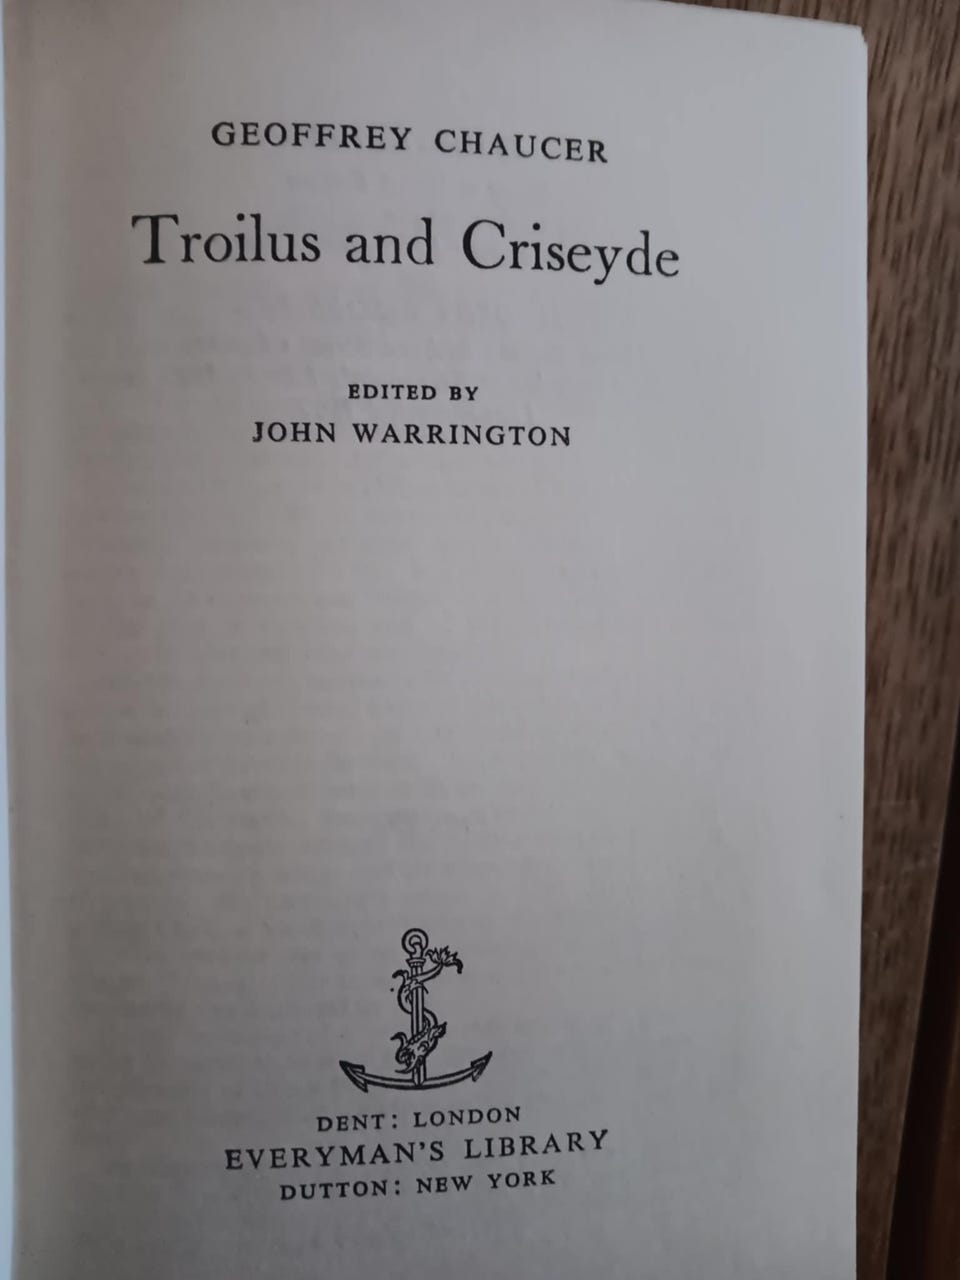 GEOFFREY CHAUCER
Troilus and Criseyde
EDITED BY
JOHN WARRINGTON
DENT: LONDON
EVERYMAN'S LIBRARY
DUTTON: NEW YORK